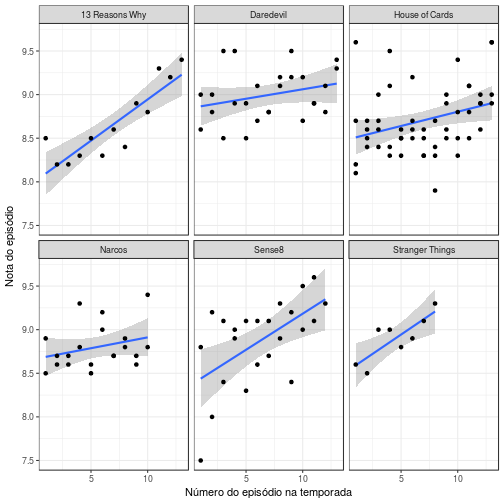 13 Reasons Why
Daredevil
House of Cards
9.5
9.0
8.5
8.0
7.5
Narcos
Sense8
Stranger Things
9.5
9.0
8.5
8.0
7.5
5
10
5
10
5
10
Número do episódio na temporada
Nota do episódio